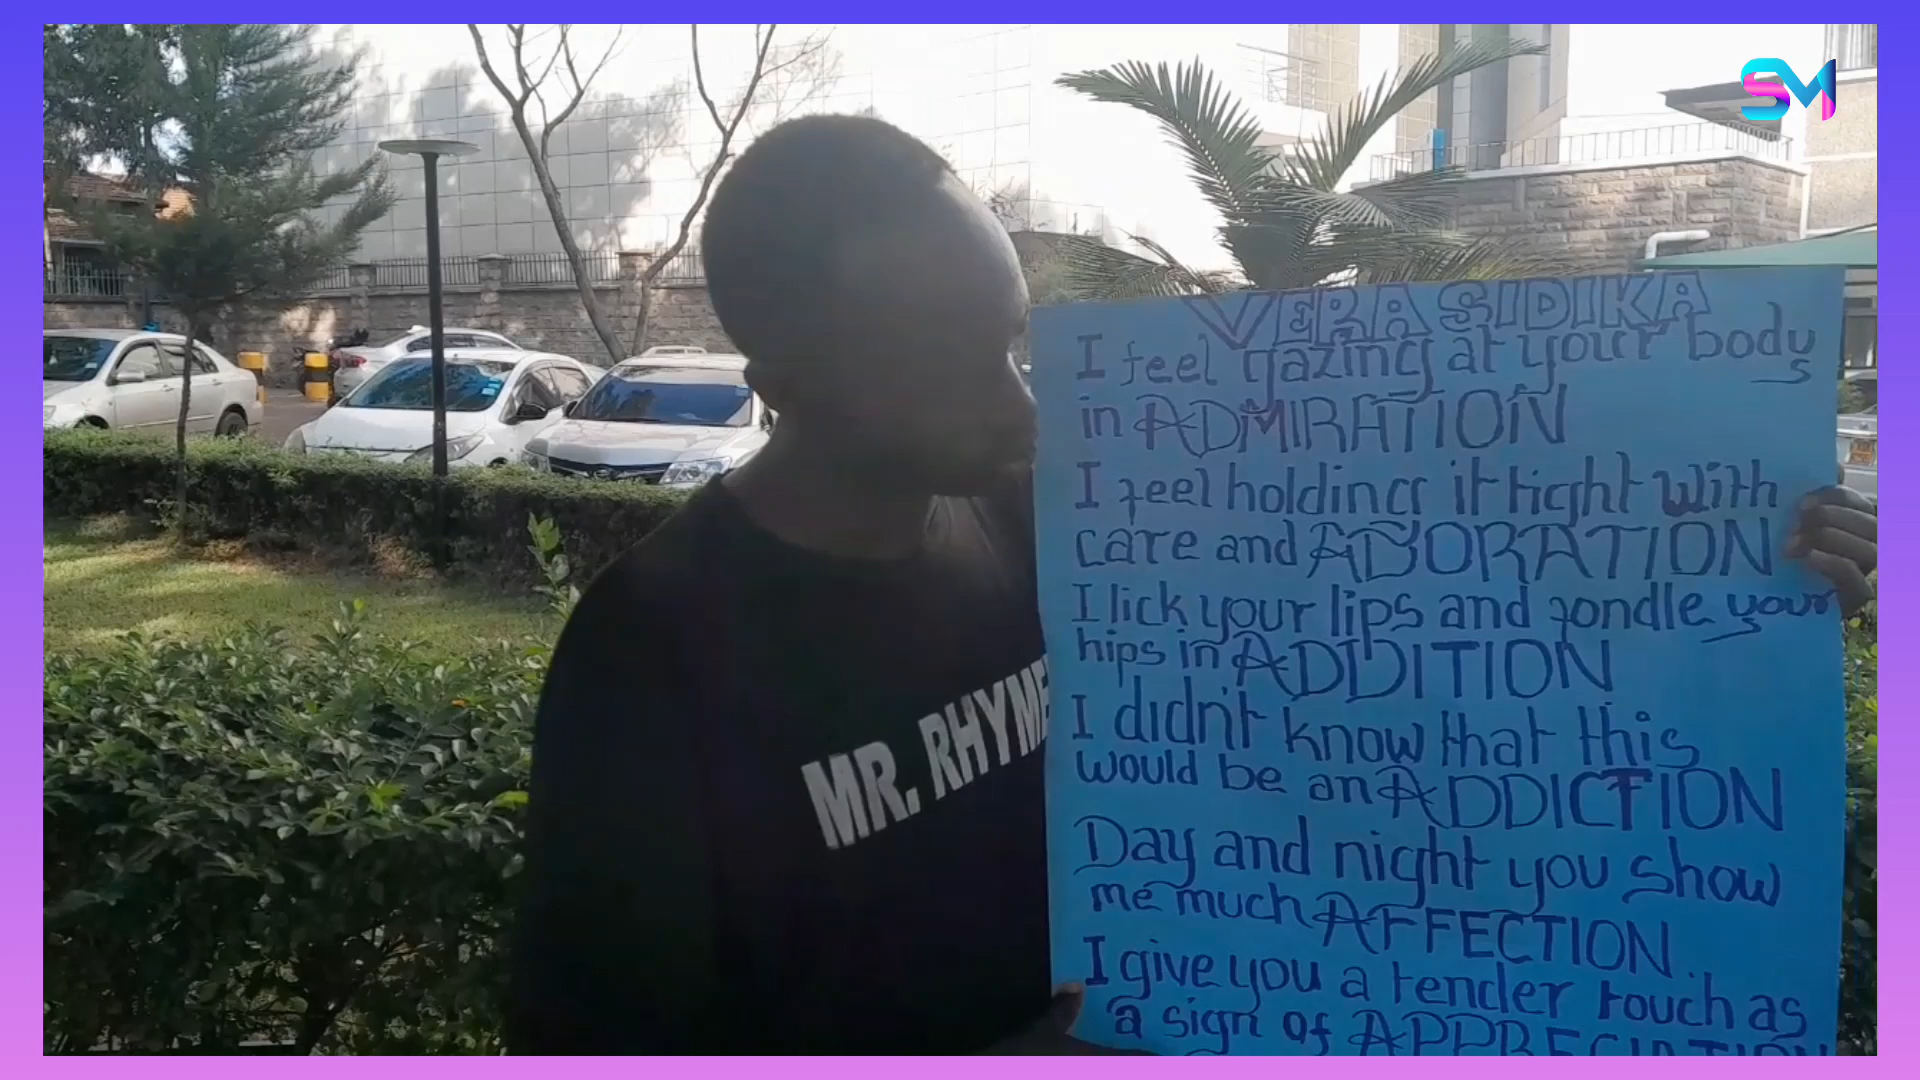 SM
VERA SIDIKA
I feel gazing at your body
in ADMIRATION
I feel holding it tight with
care and ADORATION
I lick your lips and fondle your
hips in ADDITION
I didn't know that this
would be an ADDICTION
Day and night you show
me much AFFECTION.
I give you a tender touch as
a sign of APPRECIATION
MR. RHYME